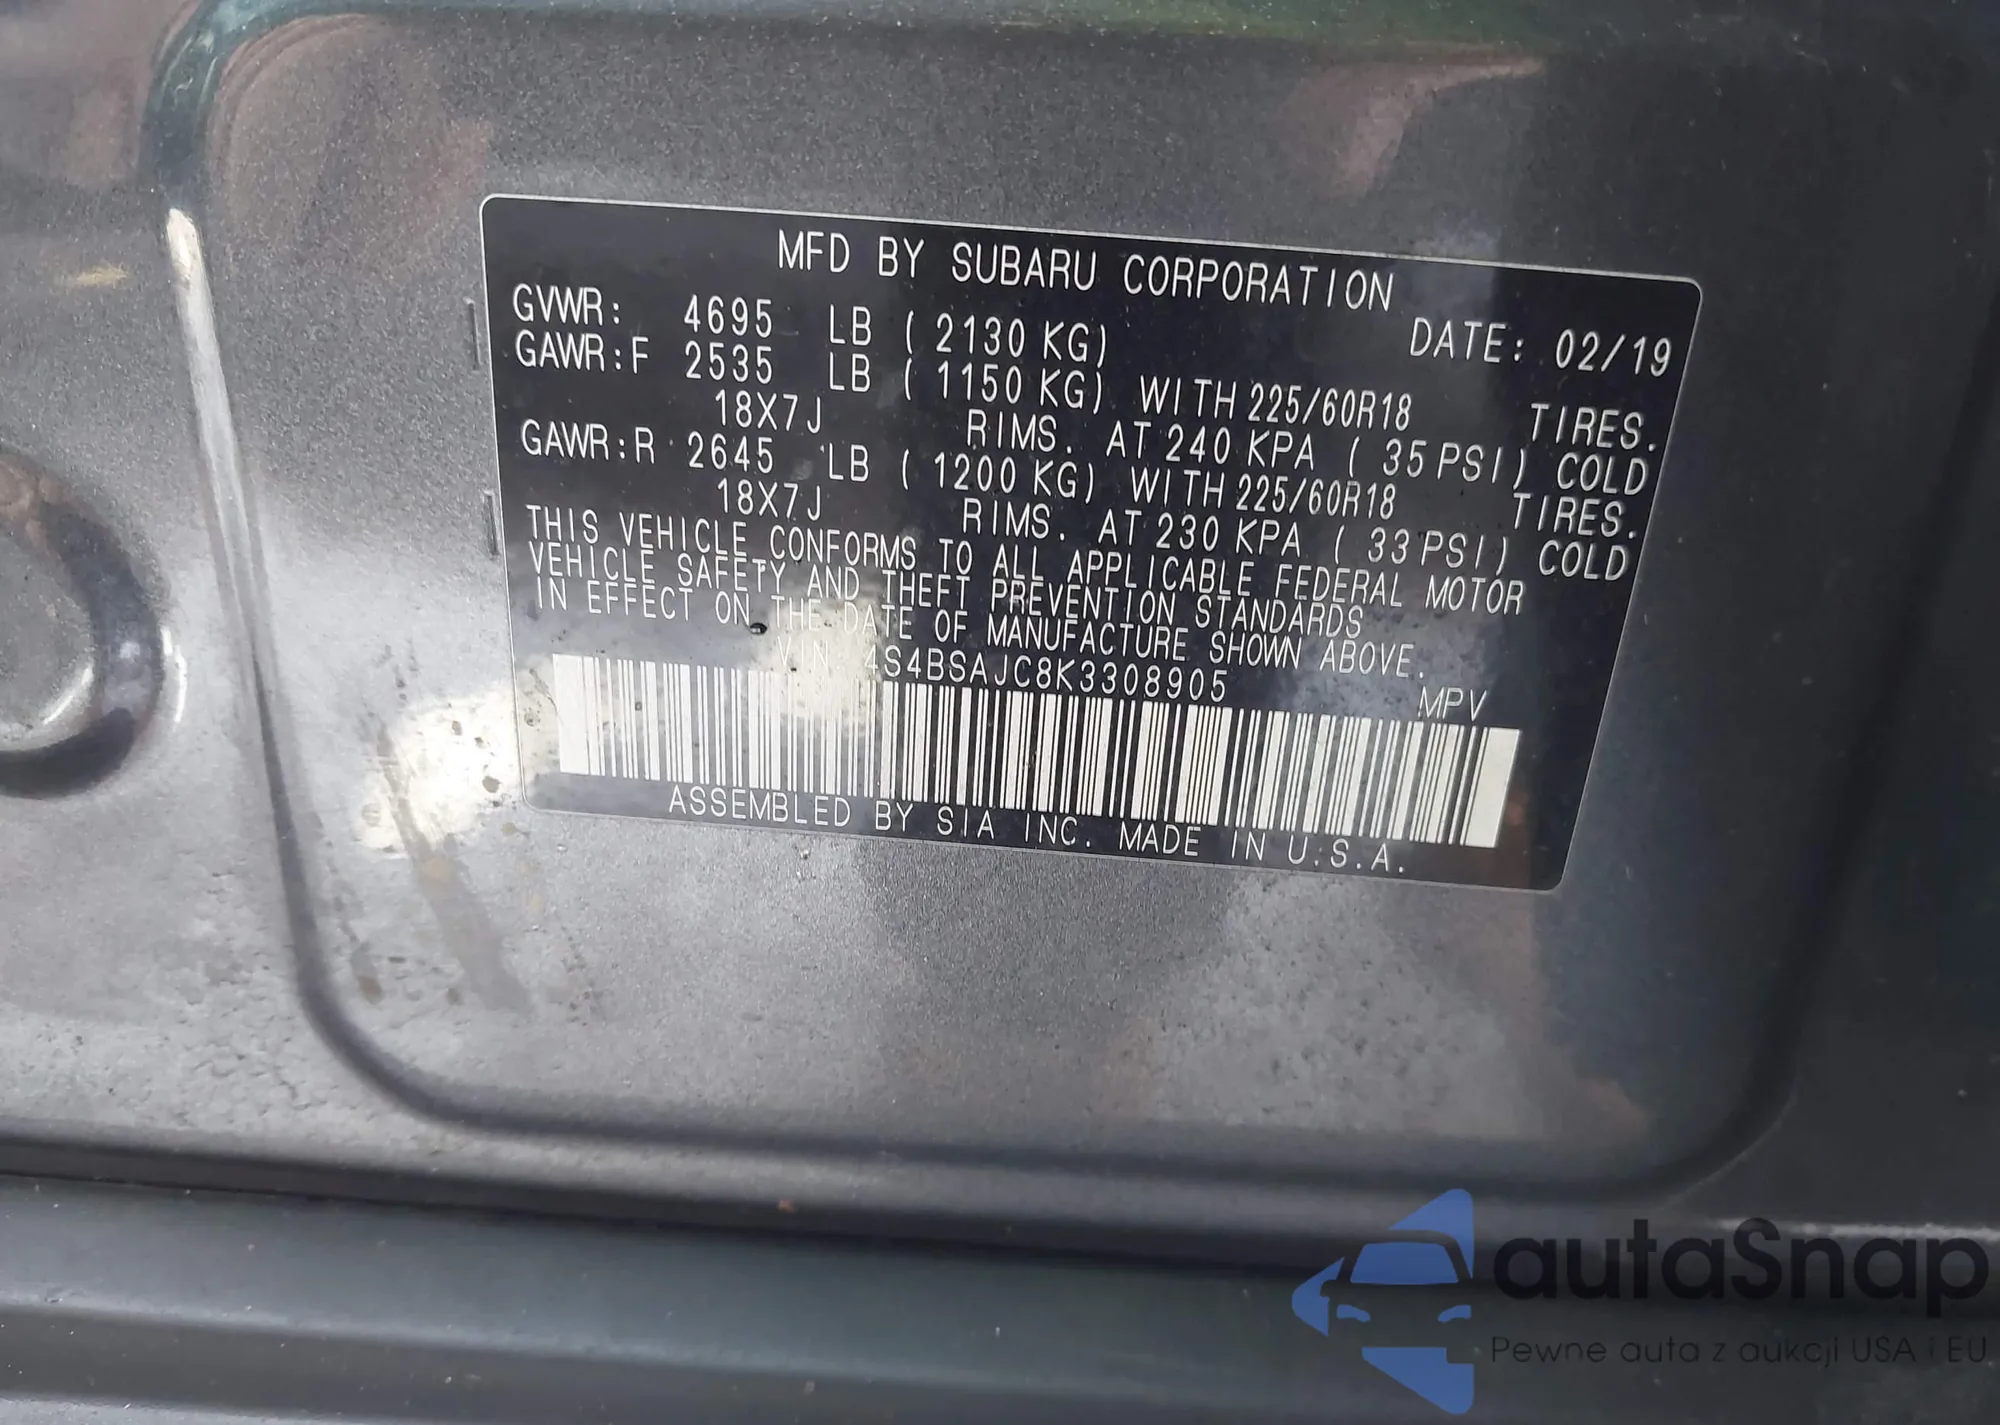 MFD BY SUBARU CORPORATION
GVWR: 4695 LB ( 2130 KG) DATE: 02/19
GAWR:F 2535 LB ( 1150 KG) WITH 225/60R18 TIRES.
18X7J RIMS. AT 240 KPA ( 35 PSI) COLD
GAWR:R 2645 LB ( 1200 KG) WITH 225/60R18 TIRES.
18X7J RIMS. AT 230 KPA ( 33 PSI) COLD
THIS VEHICLE CONFORMS TO ALL APPLICABLE FEDERAL MOTOR
VEHICLE SAFETY AND THEFT PREVENTION STANDARDS
IN EFFECT ON THE DATE OF MANUFACTURE SHOWN ABOVE.
VIN 4S4BSAJC8K3308905 MPV
ASSEMBLED BY SIA INC. MADE IN U.S.A.
autaSnap
Pewne auta z aukcji USA i EU